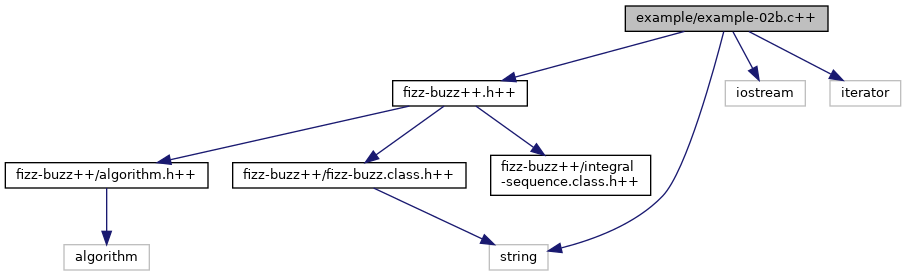 example/example-02b.c++
fizz-buzz++.h++
iostream
iterator
fizz-buzz++/algorithm.h++
fizz-buzz++/fizz-buzz.class.h++
fizz-buzz++/integral
-sequence.class.h++
algorithm
string